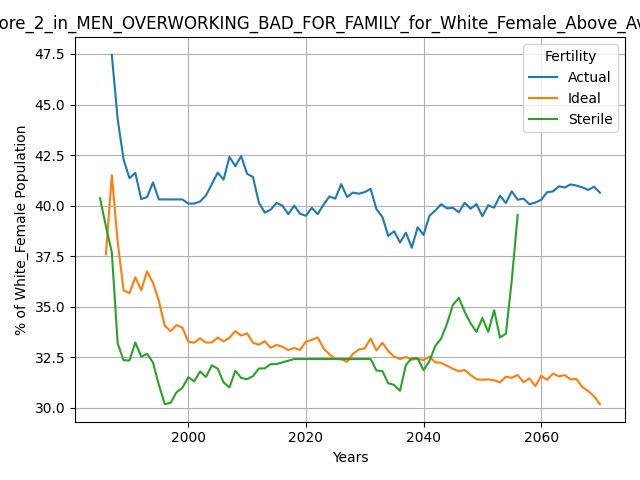 ore_2_in_MEN_OVERWORKING_BAD_FOR_FAMILY_for_White_Female_Above_Av
47.5
45.0
42.5
40.0
37.5
35.0
32.5
30.0
% of White_Female Population
Fertility
Actual
Ideal
Sterile
2000
2020
2040
2060
Years